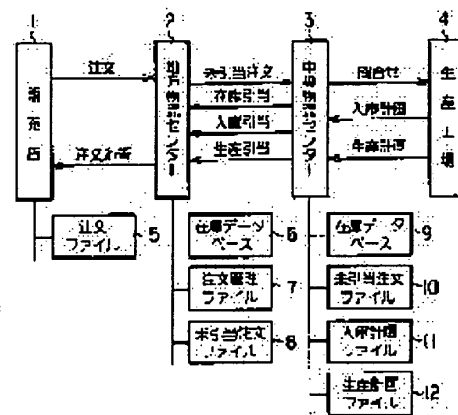 1
2
3
4
販売店
地方物流センター
中央物流センター
生産工場
注文
注文
未引当注文
在庫引当
入庫引当
生産引当
問合せ
入庫計画
生産計画
注文
ファイル
5
在庫データ
ベース
6
注文管理
ファイル
7
未引当注文
ファイル
8
在庫データ
ベース
9
未引当注文
ファイル
10
入庫計画
ファイル
11
生産計画
ファイル
12